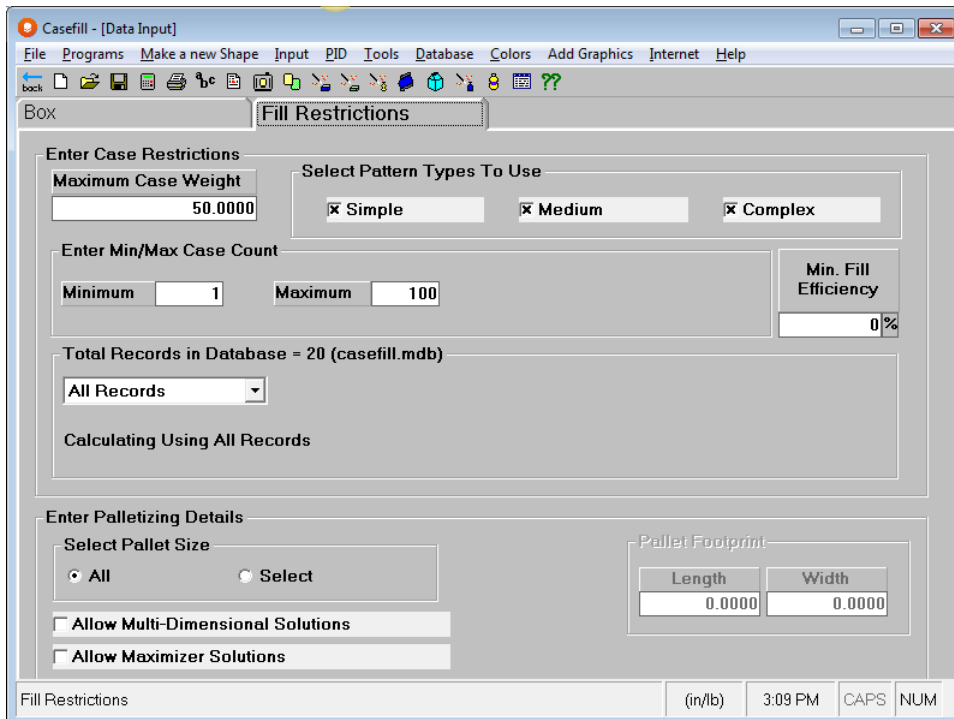 Casefill - [Data Input]
File Programs Make a new Shape Input PID Tools Database Colors Add Graphics Internet Help
back abc ??
Box Fill Restrictions
Enter Case Restrictions
Maximum Case Weight
50.0000
Select Pattern Types To Use
Simple Medium Complex
Enter Min/Max Case Count
Minimum 1 Maximum 100
Min. Fill
Efficiency
0 %
Total Records in Database = 20 (casefill.mdb)
All Records
Calculating Using All Records
Enter Palletizing Details
Select Pallet Size
All Select
Pallet Footprint
Length Width
0.0000 0.0000
Allow Multi-Dimensional Solutions
Allow Maximizer Solutions
Fill Restrictions (in/lb) 3:09 PM CAPS NUM